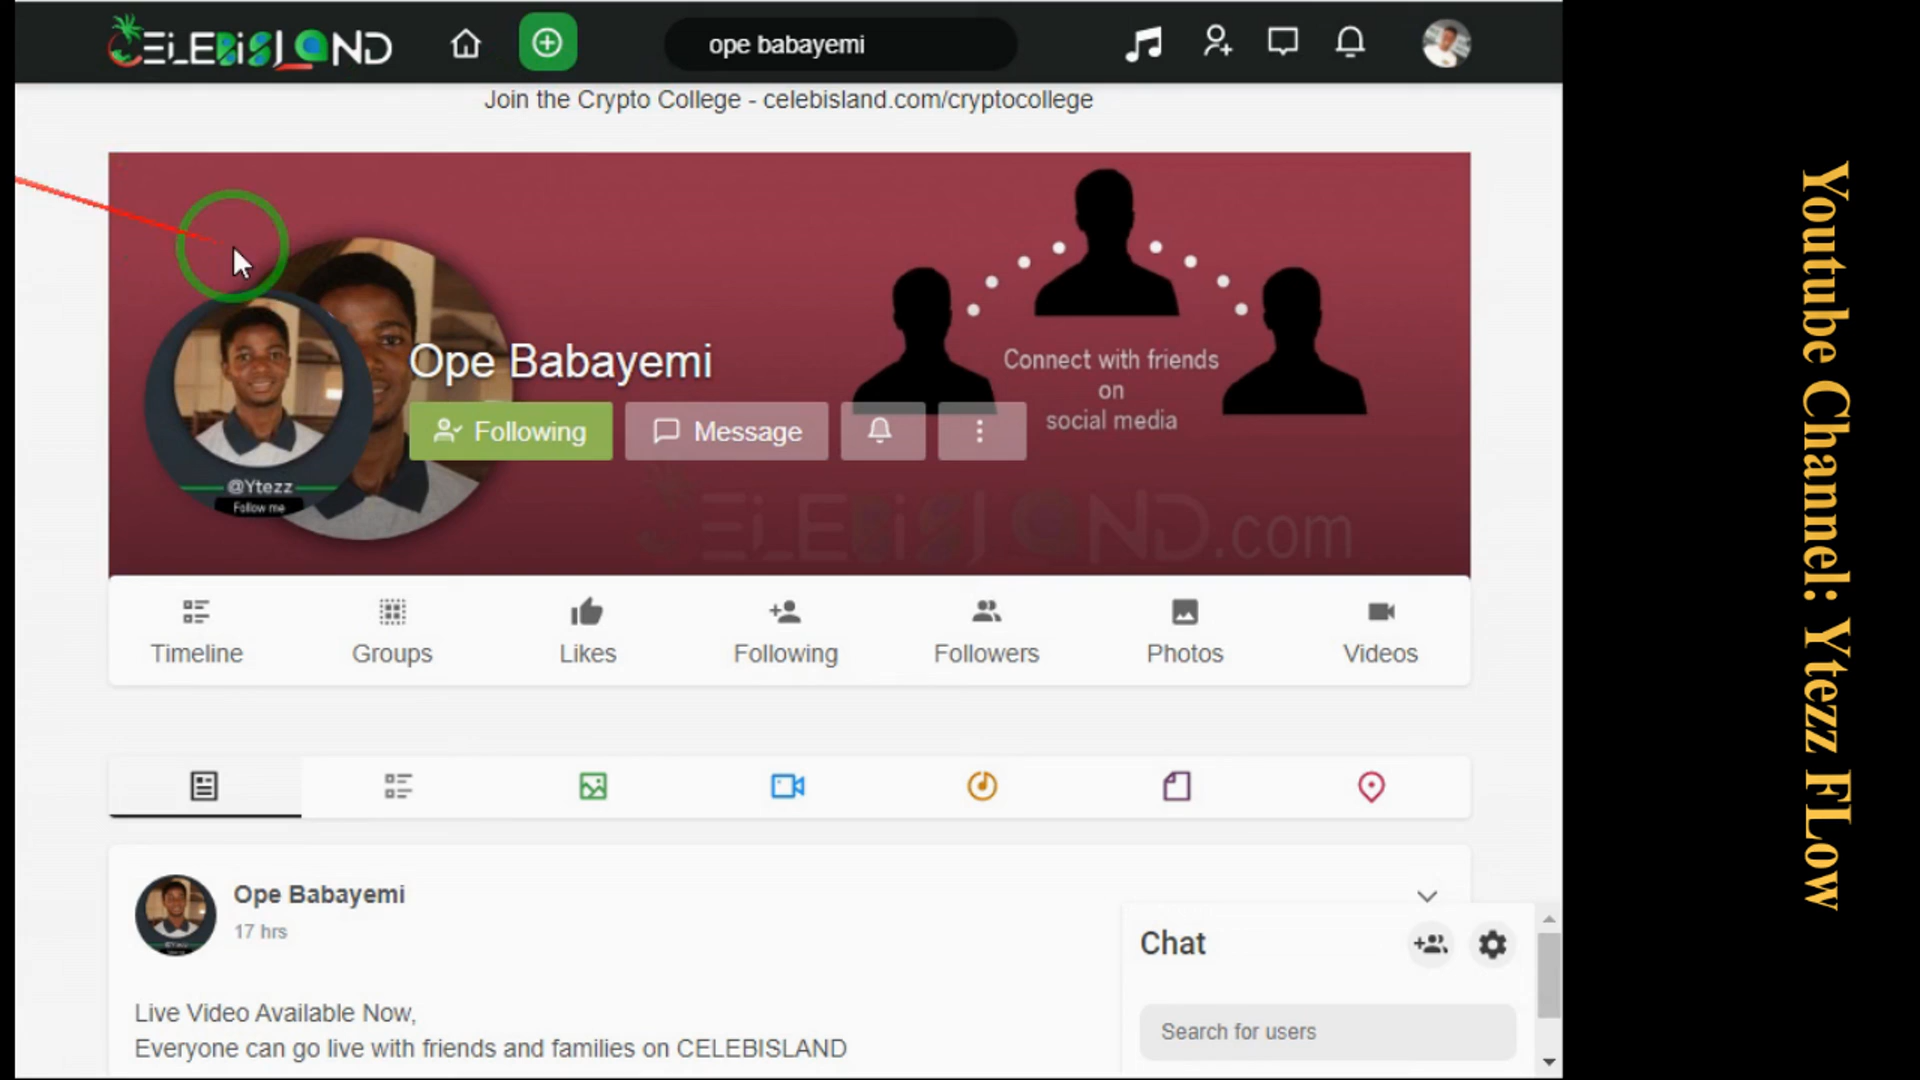 CELEBISLAND
ope babayemi
Join the Crypto College - celebisland.com/cryptocollege
Connect with friends
on
social media
Ope Babayemi
Following
Message
@Ytezz
Follow me
CELEBISLAND.com
Timeline
Groups
Likes
Following
Followers
Photos
Videos
Ope Babayemi
17 hrs
Live Video Available Now,
Everyone can go live with friends and families on CELEBISLAND
Chat
Search for users
Youtube Channel: Ytezz FLow